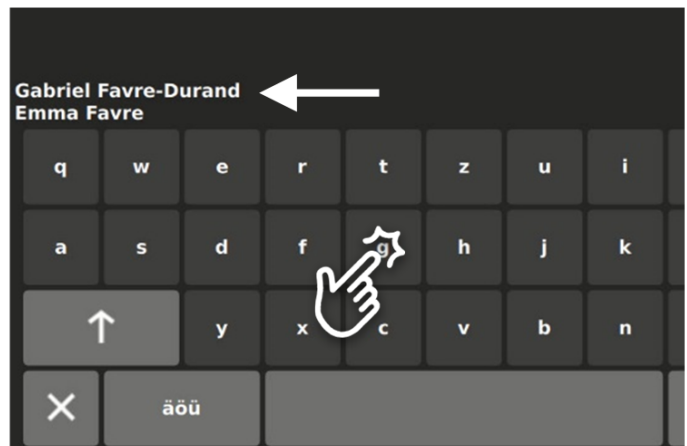 Gabriel Favre-Durand
Emma Favre
q w e r t z u i
a s d f g h j k
↑ y x c v b n
× äöü